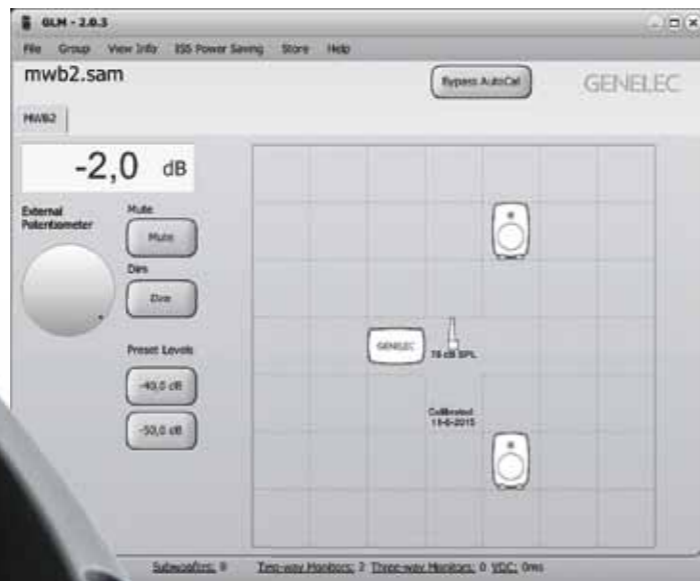 GLM - 2.0.3
File Group View Info ISS Power Saving Store Help
mwb2.sam
Bypass AutoCal
GENELEC
MWB2
-2,0 dB
External
Potentiometer
Mute
Mute
Dim
Dim
Preset Levels
-40,0 dB
-50,0 dB
GENELEC
78 dB SPL
Calibrated
Subwoofers: 0 Two-way Monitors: 2 Three-way Monitors: 0 VDC: 0ms